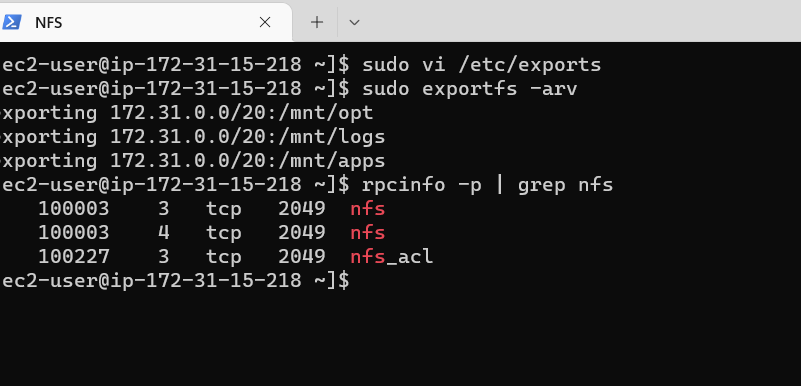 NFS
ec2-user@ip-172-31-15-218 ~]$ sudo vi /etc/exports
ec2-user@ip-172-31-15-218 ~]$ sudo exportfs -arv
xporting 172.31.0.0/20:/mnt/opt
xporting 172.31.0.0/20:/mnt/logs
xporting 172.31.0.0/20:/mnt/apps
ec2-user@ip-172-31-15-218 ~]$ rpcinfo -p | grep nfs
100003 3 tcp 2049 nfs
100003 4 tcp 2049 nfs
100227 3 tcp 2049 nfs_acl
ec2-user@ip-172-31-15-218 ~]$